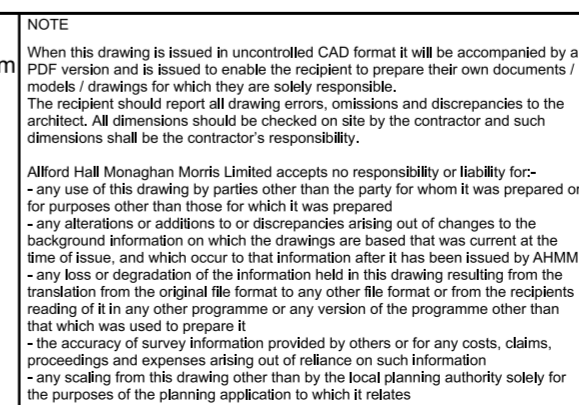 NOTE
When this drawing is issued in uncontrolled CAD format it will be accompanied by a
m
PDF version and is issued to enable the recipient to prepare their own documents /
models / drawings for which they are solely responsible.
The recipient should report all drawing errors, omissions and discrepancies to the
architect. All dimensions should be checked on site by the contractor and such
dimensions shall be the contractor's responsibility.
Allford Hall Monaghan Morris Limited accepts no responsibility or liability for:-
- any use of this drawing by parties other than the party for whom it was prepared or
for purposes other than those for which it was prepared
- any alterations or additions to or discrepancies arising out of changes to the
background information on which the drawings are based that was current at the
time of issue, and which occur to that information after it has been issued by AHMM
- any loss or degradation of the information held in this drawing resulting from the
translation from the original file format to any other file format or from the recipients
reading of it in any other programme or any version of the programme other than
that which was used to prepare it
- the accuracy of survey information provided by others or for any costs, claims,
proceedings and expenses arising out of reliance on such information
- any scaling from this drawing other than by the local planning authority solely for
the purposes of the planning application to which it relates